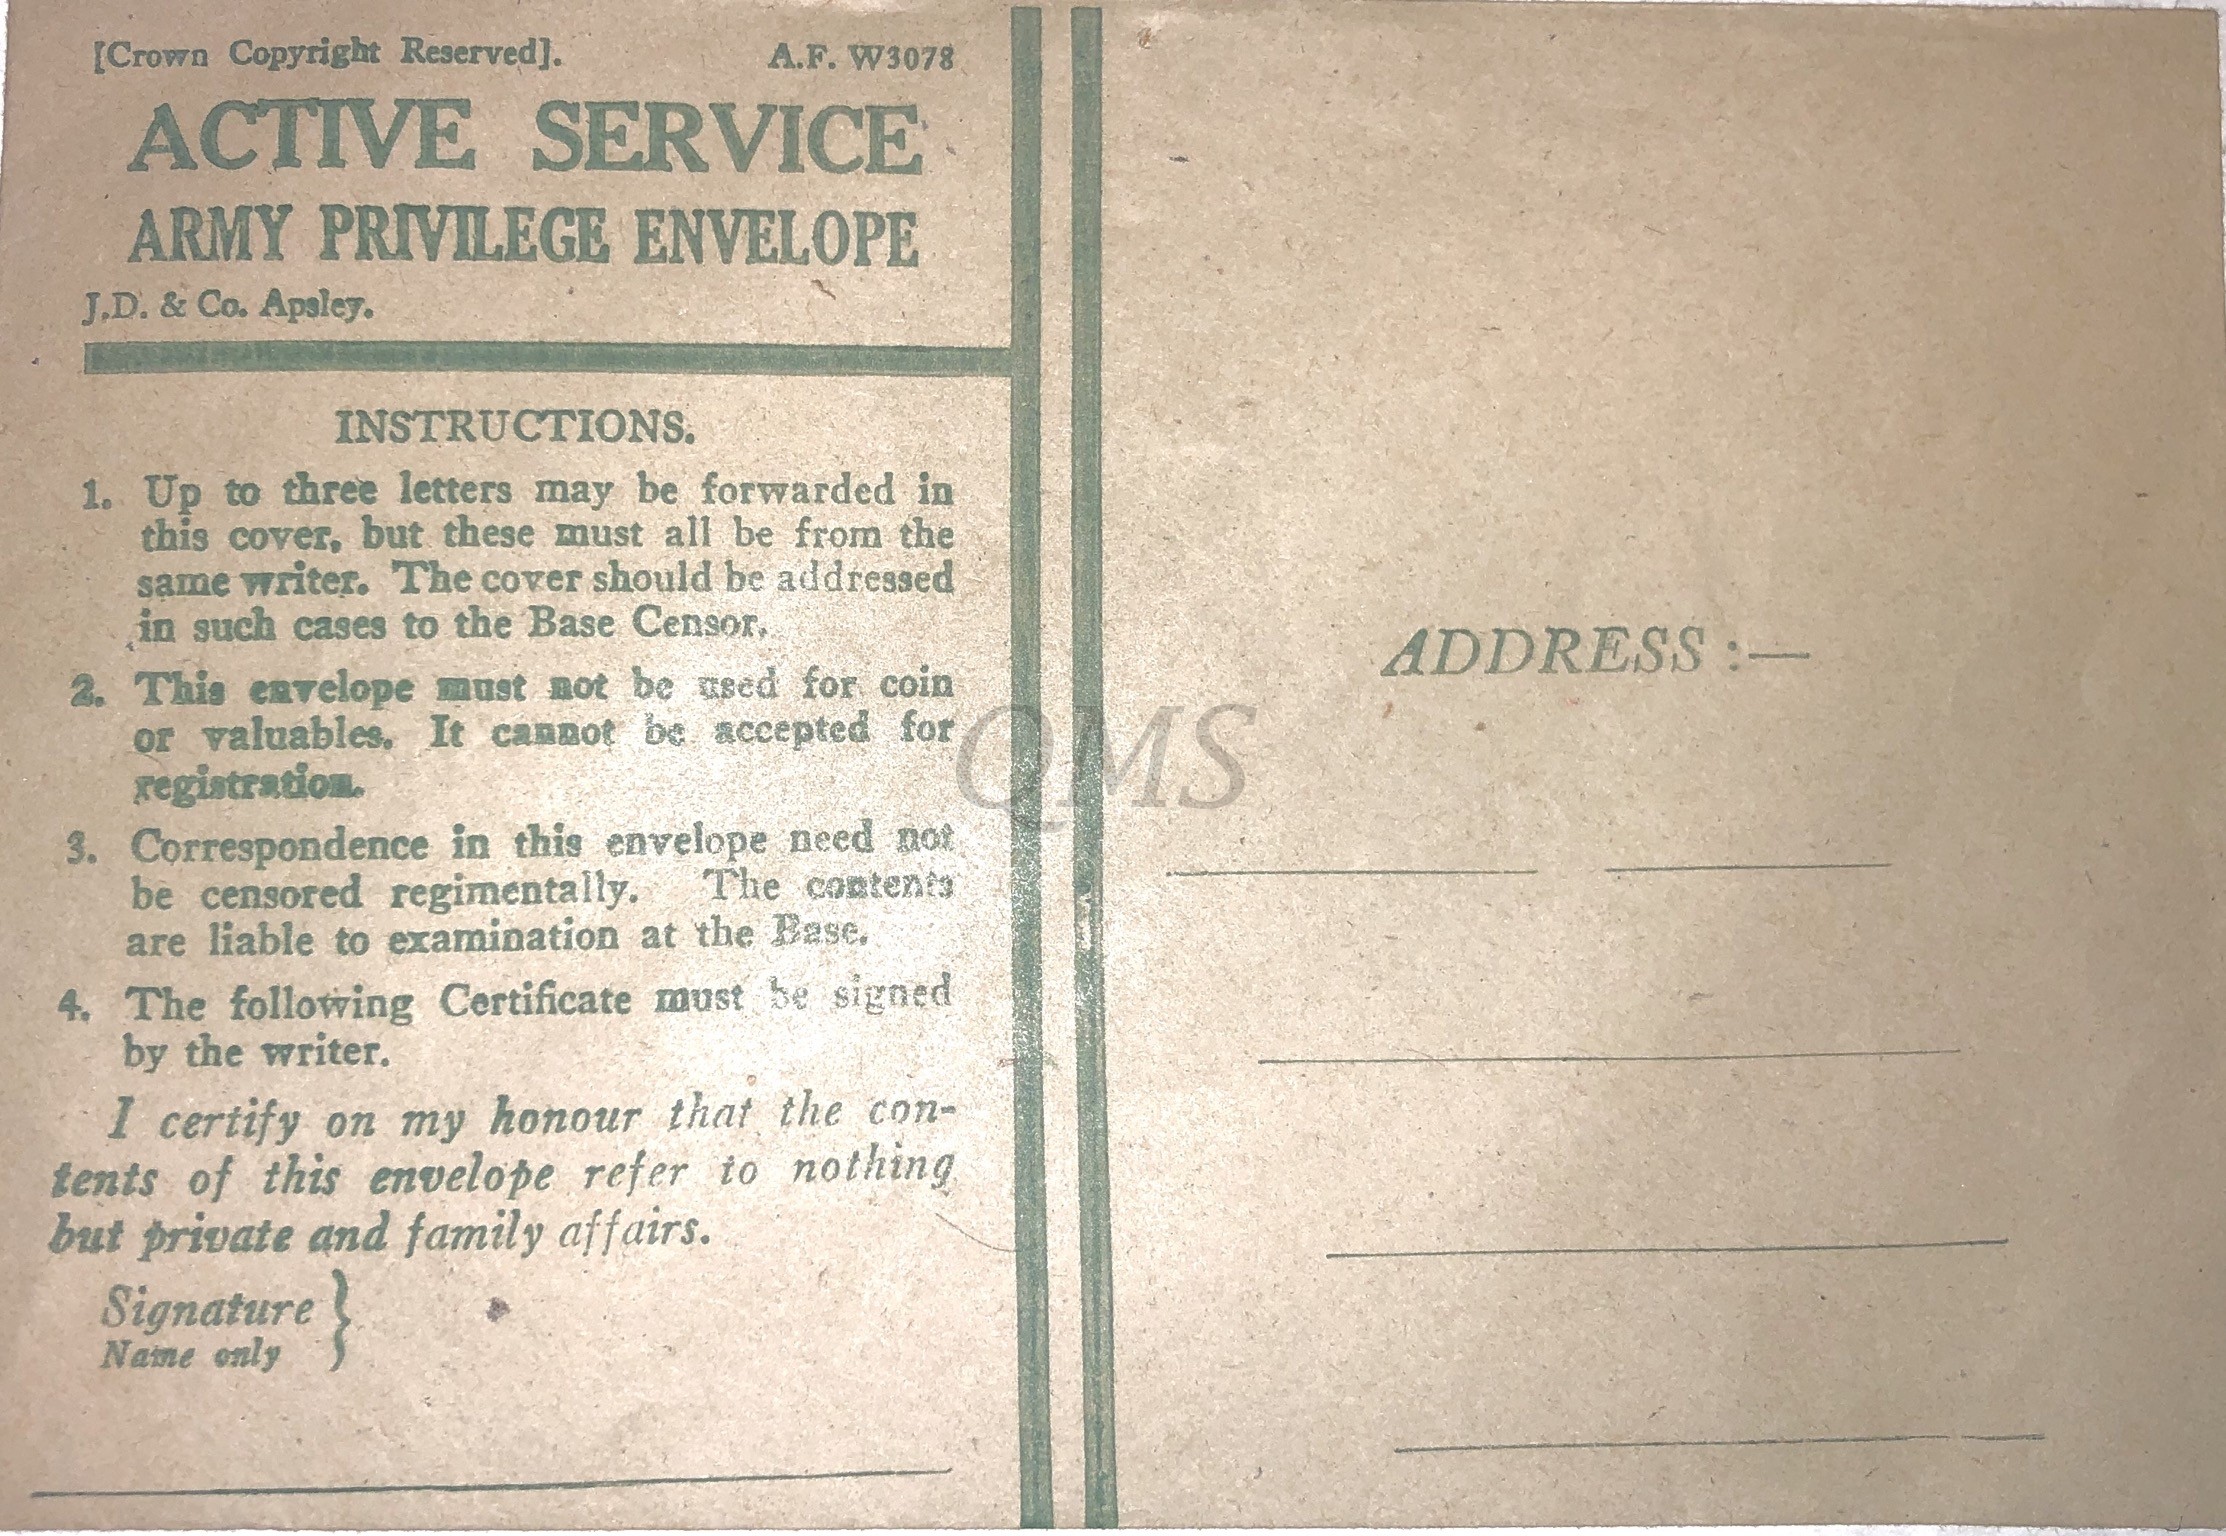 [Crown Copyright Reserved].    A.F. W3078
ACTIVE SERVICE
ARMY PRIVILEGE ENVELOPE
J.D. & Co. Apsley.
INSTRUCTIONS.
1. Up to three letters may be forwarded in
this cover, but these must all be from the
same writer. The cover should be addressed
in such cases to the Base Censor.
2. This envelope must not be used for coin
or valuables. It cannot be accepted for
registration.
3. Correspondence in this envelope need not
be censored regimentally. The contents
are liable to examination at the Base.
4. The following Certificate must be signed
by the writer.
I certify on my honour that the con-
tents of this envelope refer to nothing
but private and family affairs.
Signature }
Name only
ADDRESS :—
QMS